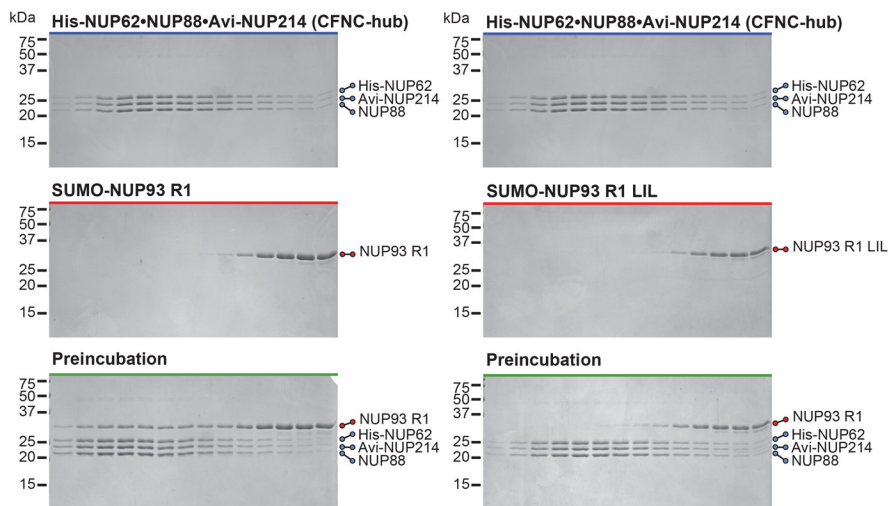 kDa
His-NUP62•NUP88•Avi-NUP214 (CFNC-hub)
75
50
37
25
20
15
His-NUP62
Avi-NUP214
NUP88
SUMO-NUP93 R1
75
50
37
25
20
15
NUP93 R1
Preincubation
75
50
37
25
20
15
NUP93 R1
His-NUP62
Avi-NUP214
NUP88
kDa
His-NUP62•NUP88•Avi-NUP214 (CFNC-hub)
75
50
37
25
20
15
His-NUP62
Avi-NUP214
NUP88
SUMO-NUP93 R1 LIL
75
50
37
25
20
15
NUP93 R1 LIL
Preincubation
75
50
37
25
20
15
NUP93 R1
His-NUP62
Avi-NUP214
NUP88